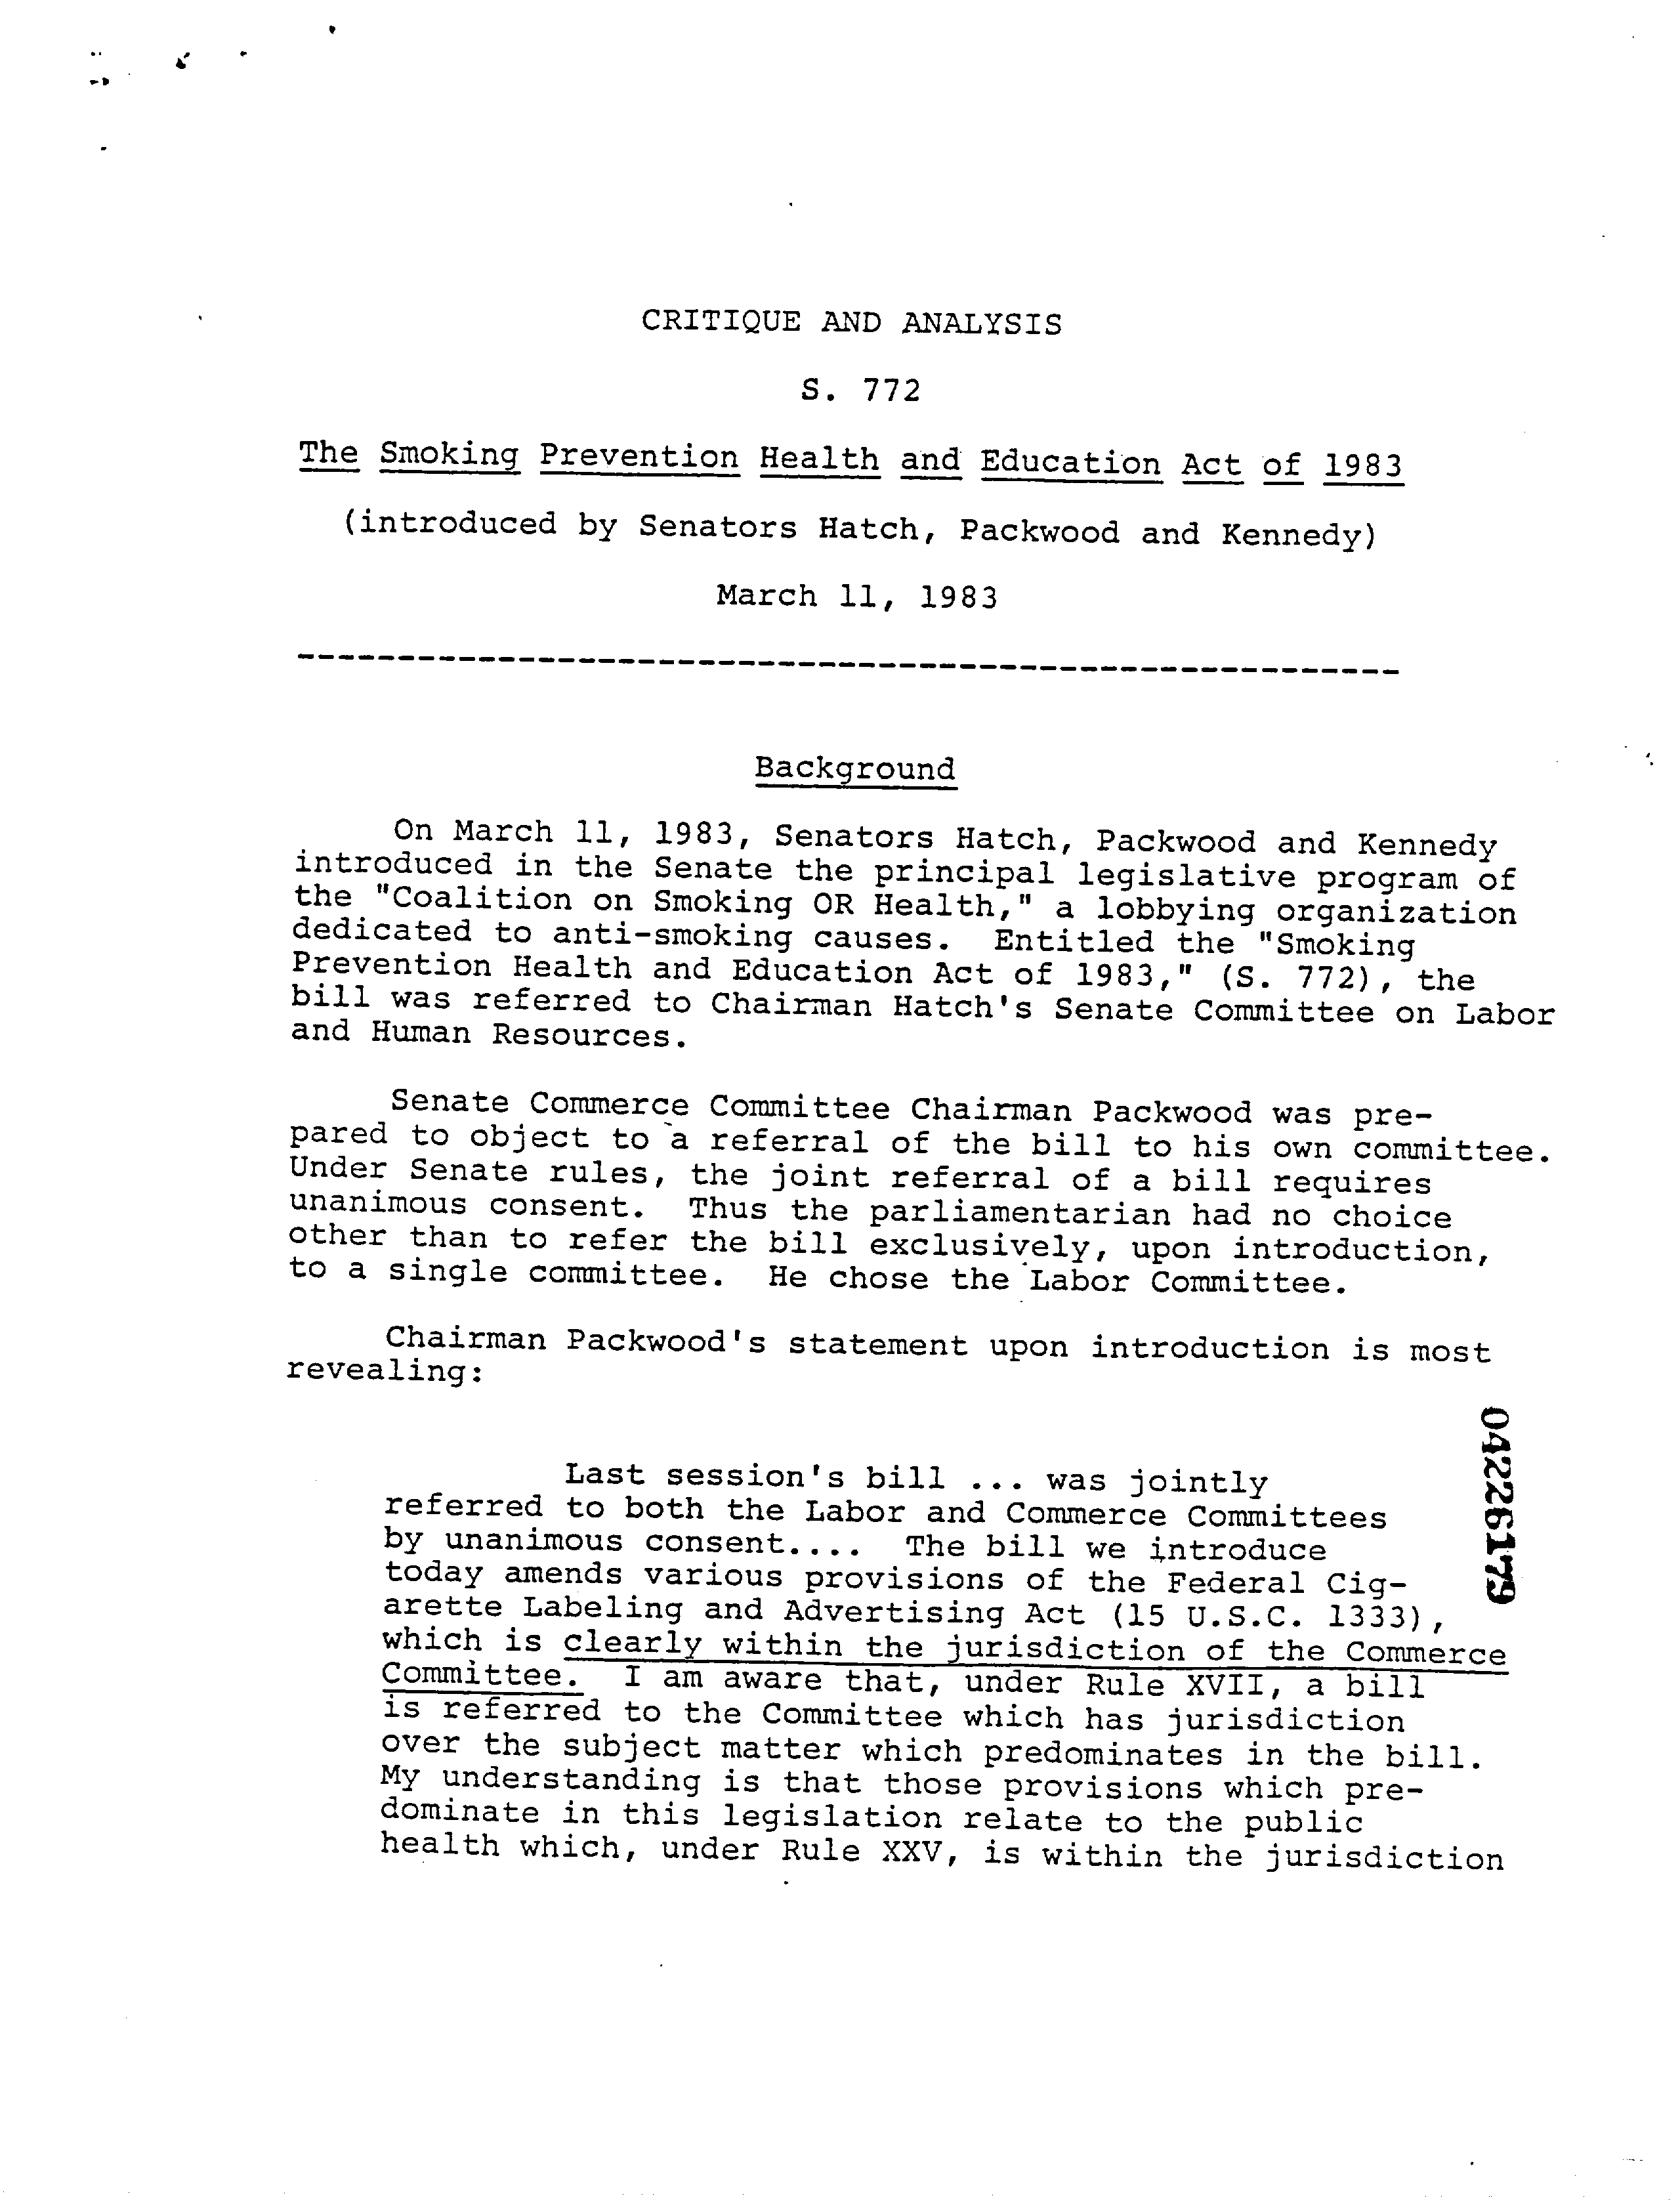 CRITIQUE AND ANALYSIS
S. 772
The Smoking Prevention Health and Education Act of 1983
(introduced by Senators Hatch, Packwood and Kennedy)
March 11, 1983
-------------------------------------------------------
Background
On March 11, 1983, Senators Hatch, Packwood and Kennedy
introduced in the Senate the principal legislative program of
the "Coalition on Smoking OR Health," a lobbying organization
dedicated to anti-smoking causes. Entitled the "Smoking
Prevention Health and Education Act of 1983," (S. 772), the
bill was referred to Chairman Hatch's Senate Committee on Labor
and Human Resources.
Senate Commerce Committee Chairman Packwood was pre-
pared to object to a referral of the bill to his own committee.
Under Senate rules, the joint referral of a bill requires
unanimous consent. Thus the parliamentarian had no choice
other than to refer the bill exclusively, upon introduction,
to a single committee. He chose the Labor Committee.
Chairman Packwood's statement upon introduction is most
revealing:
Last session's bill ... was jointly
referred to both the Labor and Commerce Committees
by unanimous consent.... The bill we introduce
today amends various provisions of the Federal Cig-
arette Labeling and Advertising Act (15 U.S.C. 1333),
which is clearly within the jurisdiction of the Commerce
Committee. I am aware that, under Rule XVII, a bill
is referred to the Committee which has jurisdiction
over the subject matter which predominates in the bill.
My understanding is that those provisions which pre-
dominate in this legislation relate to the public
health which, under Rule XXV, is within the jurisdiction
04226179